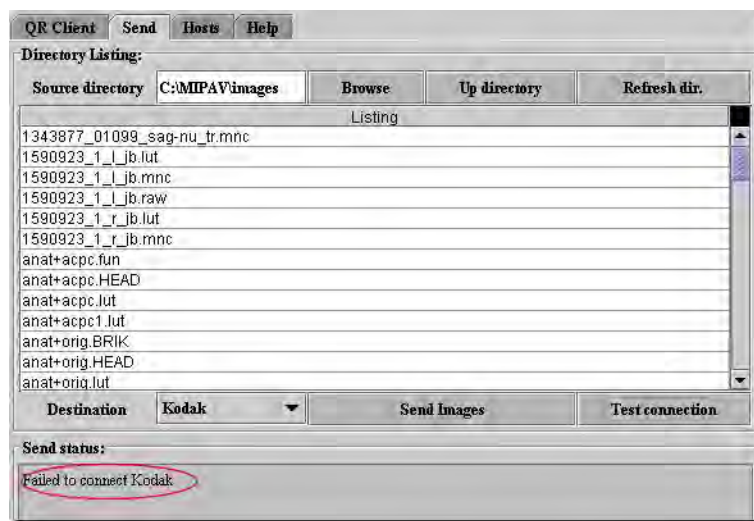 QR Client Send Hosts Help
Directory Listing:
Source directory C:\MIPAV\images Browse Up directory Refresh dir.
Listing
1343877_01099_sag-nu_tr.mnc
1590923_1_l_jb.lut
1590923_1_l_jb.mnc
1590923_1_l_jb.raw
1590923_1_r_jb.lut
1590923_1_r_jb.mnc
anat+acpc.fun
anat+acpc.HEAD
anat+acpc.lut
anat+acpc1.lut
anat+orig.BRIK
anat+orig.HEAD
anat+orig.lut
Destination Kodak Send Images Test connection
Send status:
Failed to connect Kodak